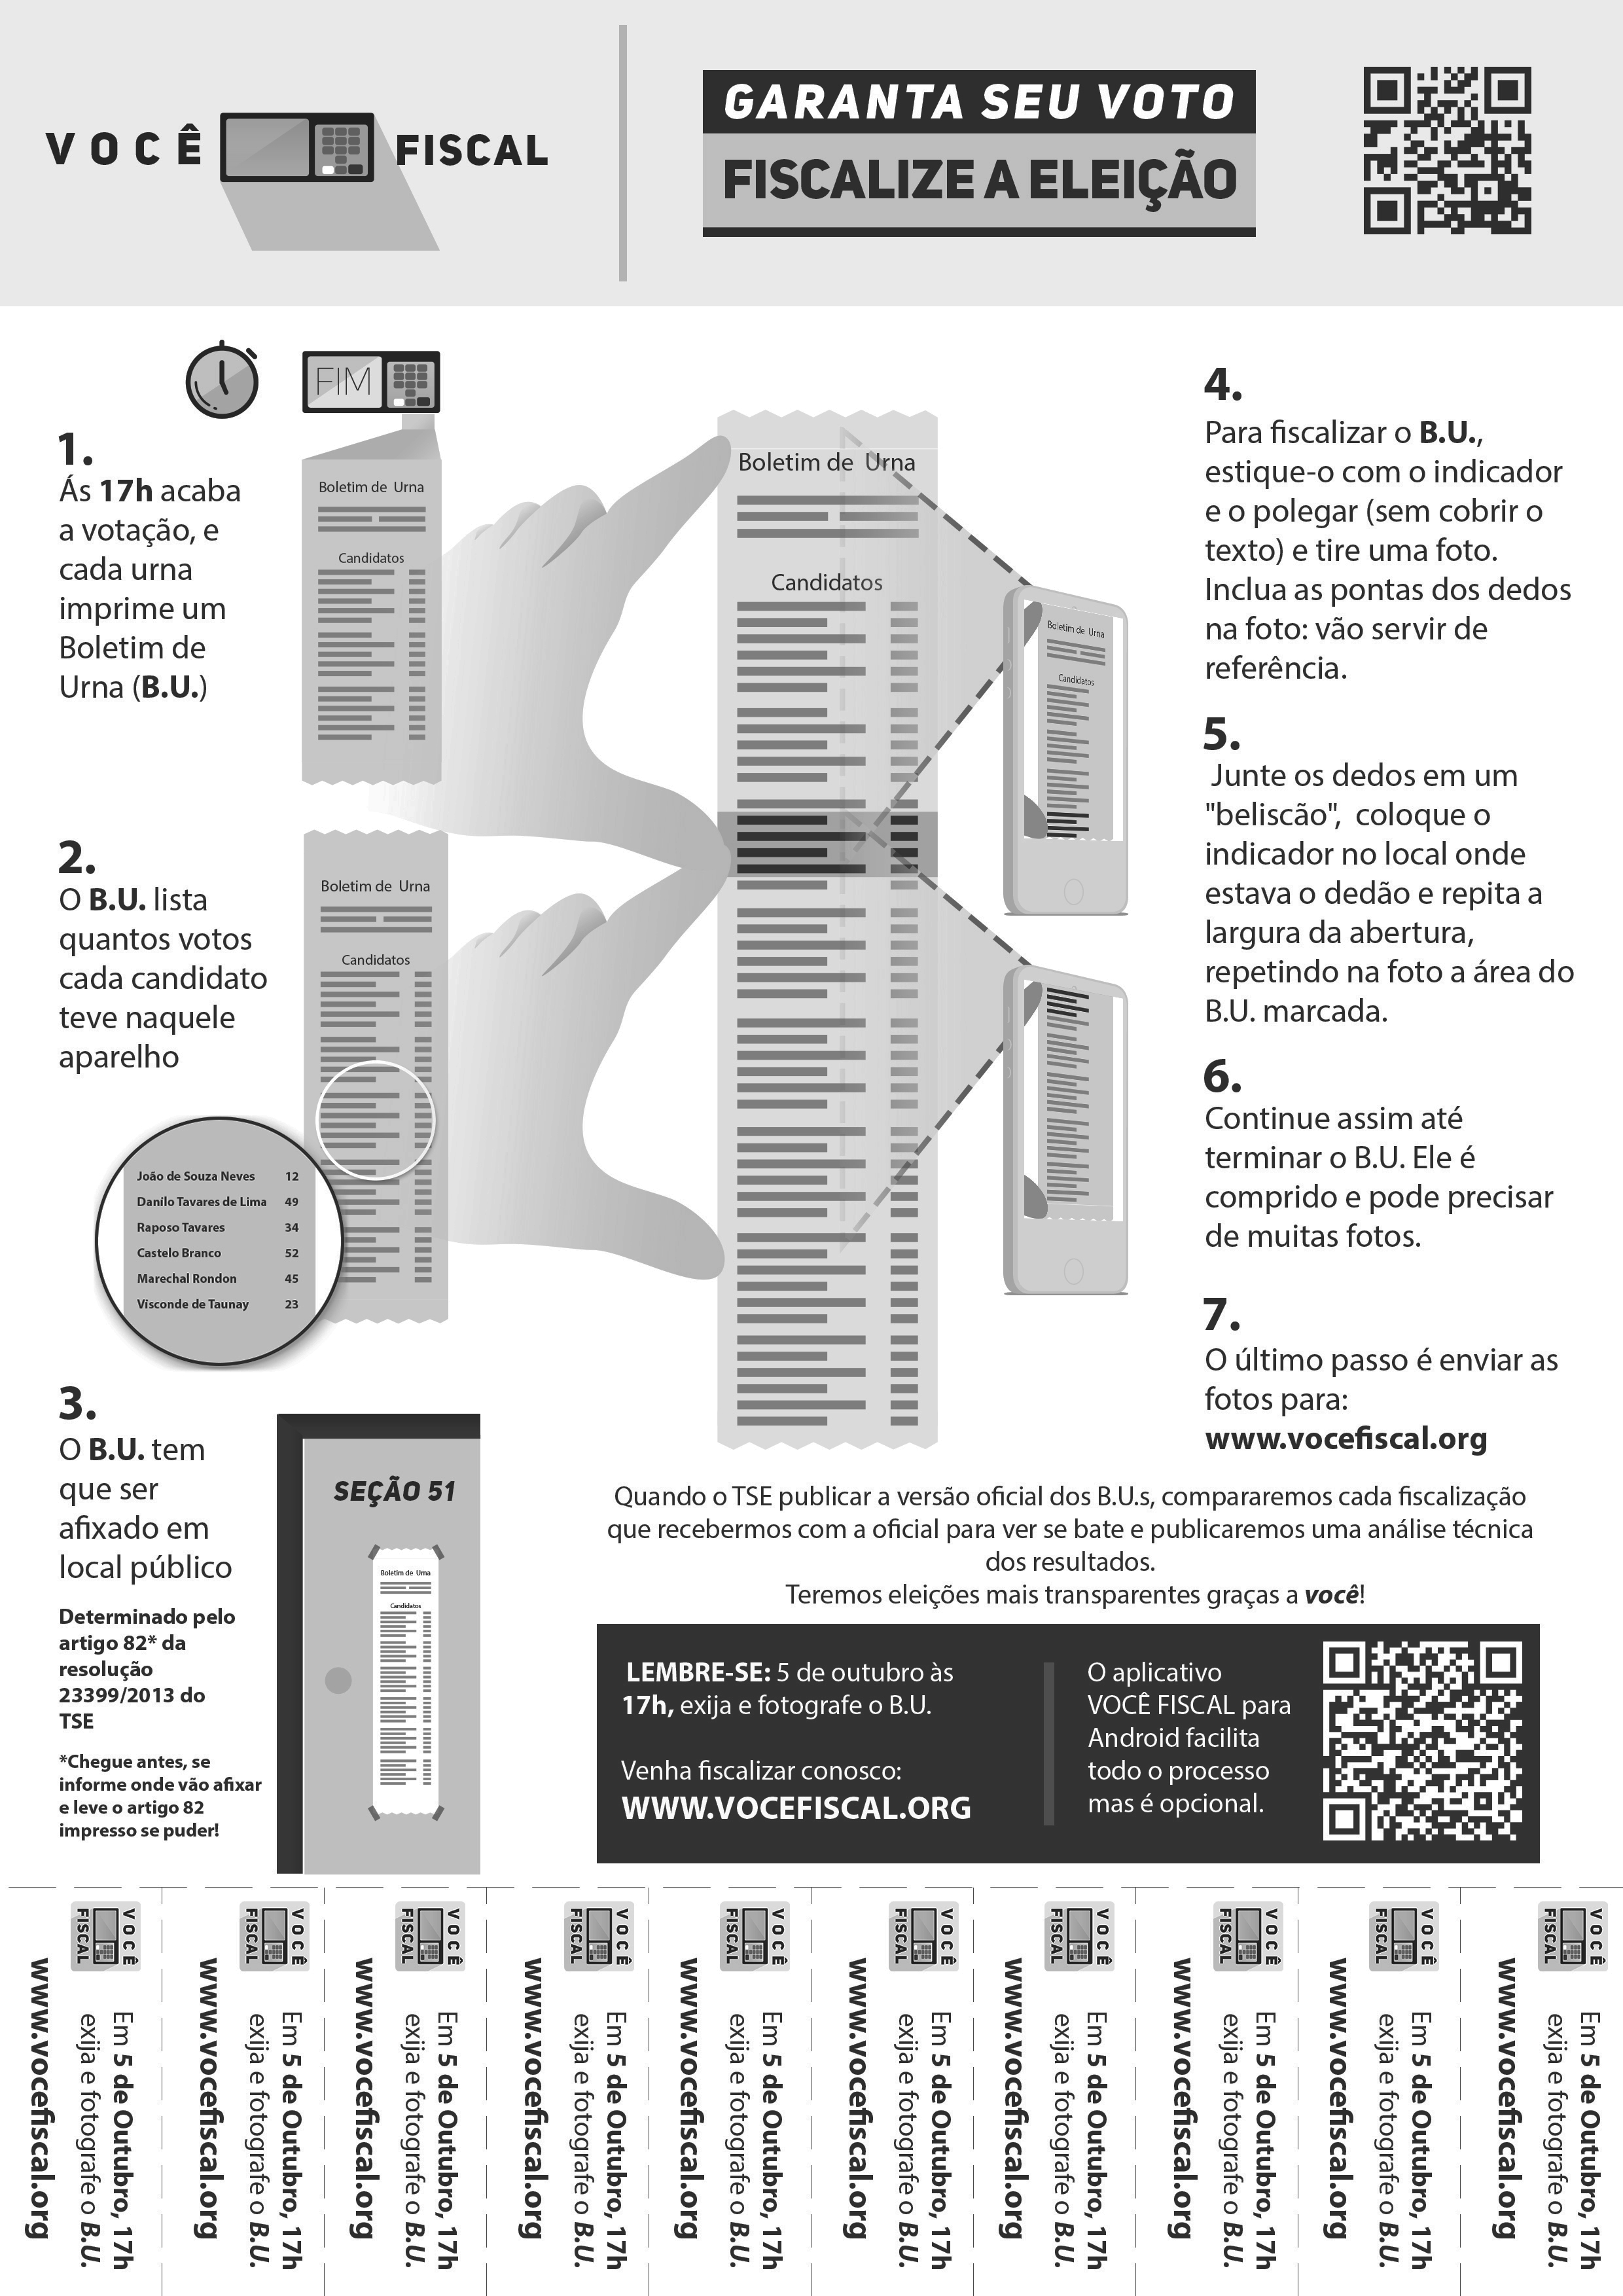 VOCÊ FISCAL
GARANTA SEU VOTO
FISCALIZE A ELEIÇÃO
FIM
1.
Ás 17h acaba
a votação, e
cada urna
imprime um
Boletim de
Urna (B.U.)
Boletim de Urna
Candidatos
2.
O B.U. lista
quantos votos
cada candidato
teve naquele
aparelho
Boletim de Urna
Candidatos
João de Souza Neves 12
Danilo Tavares de Lima 49
Raposo Tavares 34
Castelo Branco 52
Marechal Rondon 45
Visconde de Taunay 23
3.
O B.U. tem
que ser
afixado em
local público
Determinado pelo
artigo 82* da
resolução
23399/2013 do
TSE
*Chegue antes, se
informe onde vão afixar
e leve o artigo 82
impresso se puder!
SEÇÃO 51
Boletim de Urna
Candidatos
Boletim de Urna
Candidatos
Boletim de Urna
Candidatos
4.
Para fiscalizar o B.U.,
estique-o com o indicador
e o polegar (sem cobrir o
texto) e tire uma foto.
Inclua as pontas dos dedos
na foto: vão servir de
referência.
5.
Junte os dedos em um
"beliscão", coloque o
indicador no local onde
estava o dedão e repita a
largura da abertura,
repetindo na foto a área do
B.U. marcada.
6.
Continue assim até
terminar o B.U. Ele é
comprido e pode precisar
de muitas fotos.
7.
O último passo é enviar as
fotos para:
www.vocefiscal.org
Quando o TSE publicar a versão oficial dos B.U.s, compararemos cada fiscalização
que recebermos com a oficial para ver se bate e publicaremos uma análise técnica
dos resultados.
Teremos eleições mais transparentes graças a você!
LEMBRE-SE: 5 de outubro às
17h, exija e fotografe o B.U.
Venha fiscalizar conosco:
WWW.VOCEFISCAL.ORG
O aplicativo
VOCÊ FISCAL para
Android facilita
todo o processo
mas é opcional.
VOCÊ
FISCAL
Em 5 de Outubro, 17h
exija e fotografe o B.U.
www.vocefiscal.org
VOCÊ
FISCAL
Em 5 de Outubro, 17h
exija e fotografe o B.U.
www.vocefiscal.org
VOCÊ
FISCAL
Em 5 de Outubro, 17h
exija e fotografe o B.U.
www.vocefiscal.org
VOCÊ
FISCAL
Em 5 de Outubro, 17h
exija e fotografe o B.U.
www.vocefiscal.org
VOCÊ
FISCAL
Em 5 de Outubro, 17h
exija e fotografe o B.U.
www.vocefiscal.org
VOCÊ
FISCAL
Em 5 de Outubro, 17h
exija e fotografe o B.U.
www.vocefiscal.org
VOCÊ
FISCAL
Em 5 de Outubro, 17h
exija e fotografe o B.U.
www.vocefiscal.org
VOCÊ
FISCAL
Em 5 de Outubro, 17h
exija e fotografe o B.U.
www.vocefiscal.org
VOCÊ
FISCAL
Em 5 de Outubro, 17h
exija e fotografe o B.U.
www.vocefiscal.org
VOCÊ
FISCAL
Em 5 de Outubro, 17h
exija e fotografe o B.U.
www.vocefiscal.org